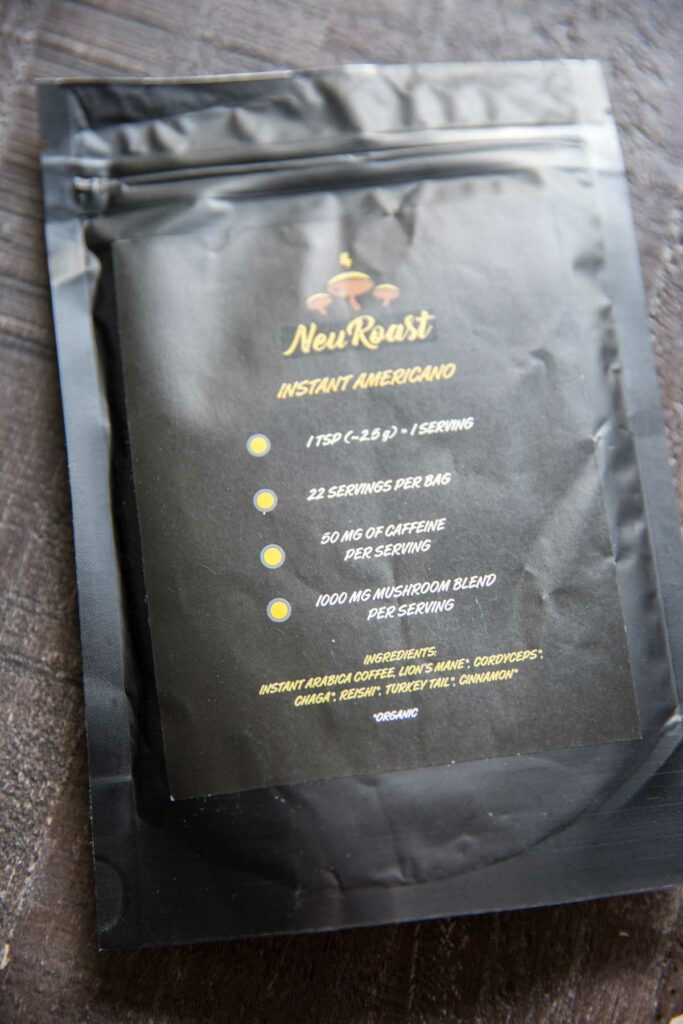 NeuRoast
INSTANT AMERICANO
1 TSP (~2.5 g) = 1 SERVING
22 SERVINGS PER BAG
50 MG OF CAFFEINE
PER SERVING
1000 MG MUSHROOM BLEND
PER SERVING
INGREDIENTS:
INSTANT ARABICA COFFEE, LION'S MANE*, CORDYCEPS*,
CHAGA*, REISHI*, TURKEY TAIL*, CINNAMON*
*ORGANIC